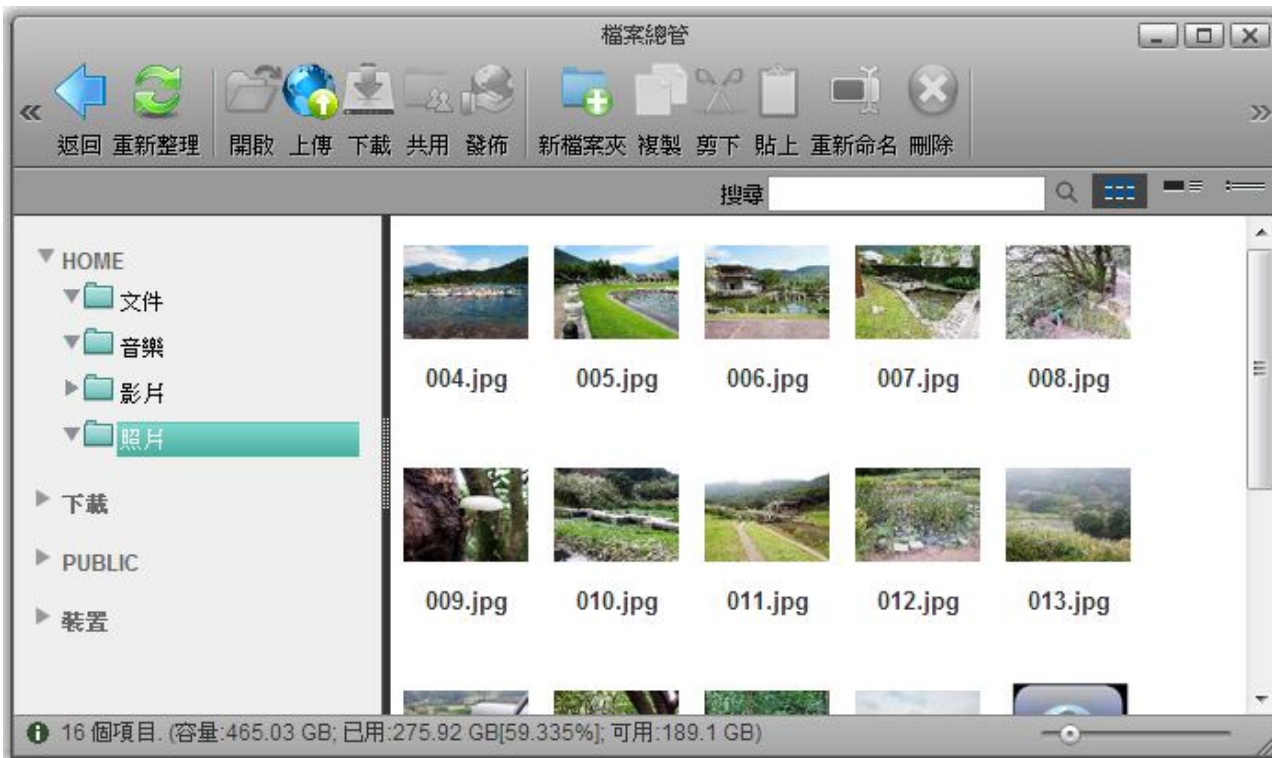 檔案總管
« 返回 重新整理 開啟 上傳 下載 共用 發佈 新檔案夾 複製 剪下 貼上 重新命名 刪除 »
搜尋
HOME
文件
音樂
影片
照片
下載
PUBLIC
裝置
004.jpg 005.jpg 006.jpg 007.jpg 008.jpg
009.jpg 010.jpg 011.jpg 012.jpg 013.jpg
16 個項目. (容量:465.03 GB; 已用:275.92 GB[59.335%]; 可用:189.1 GB)